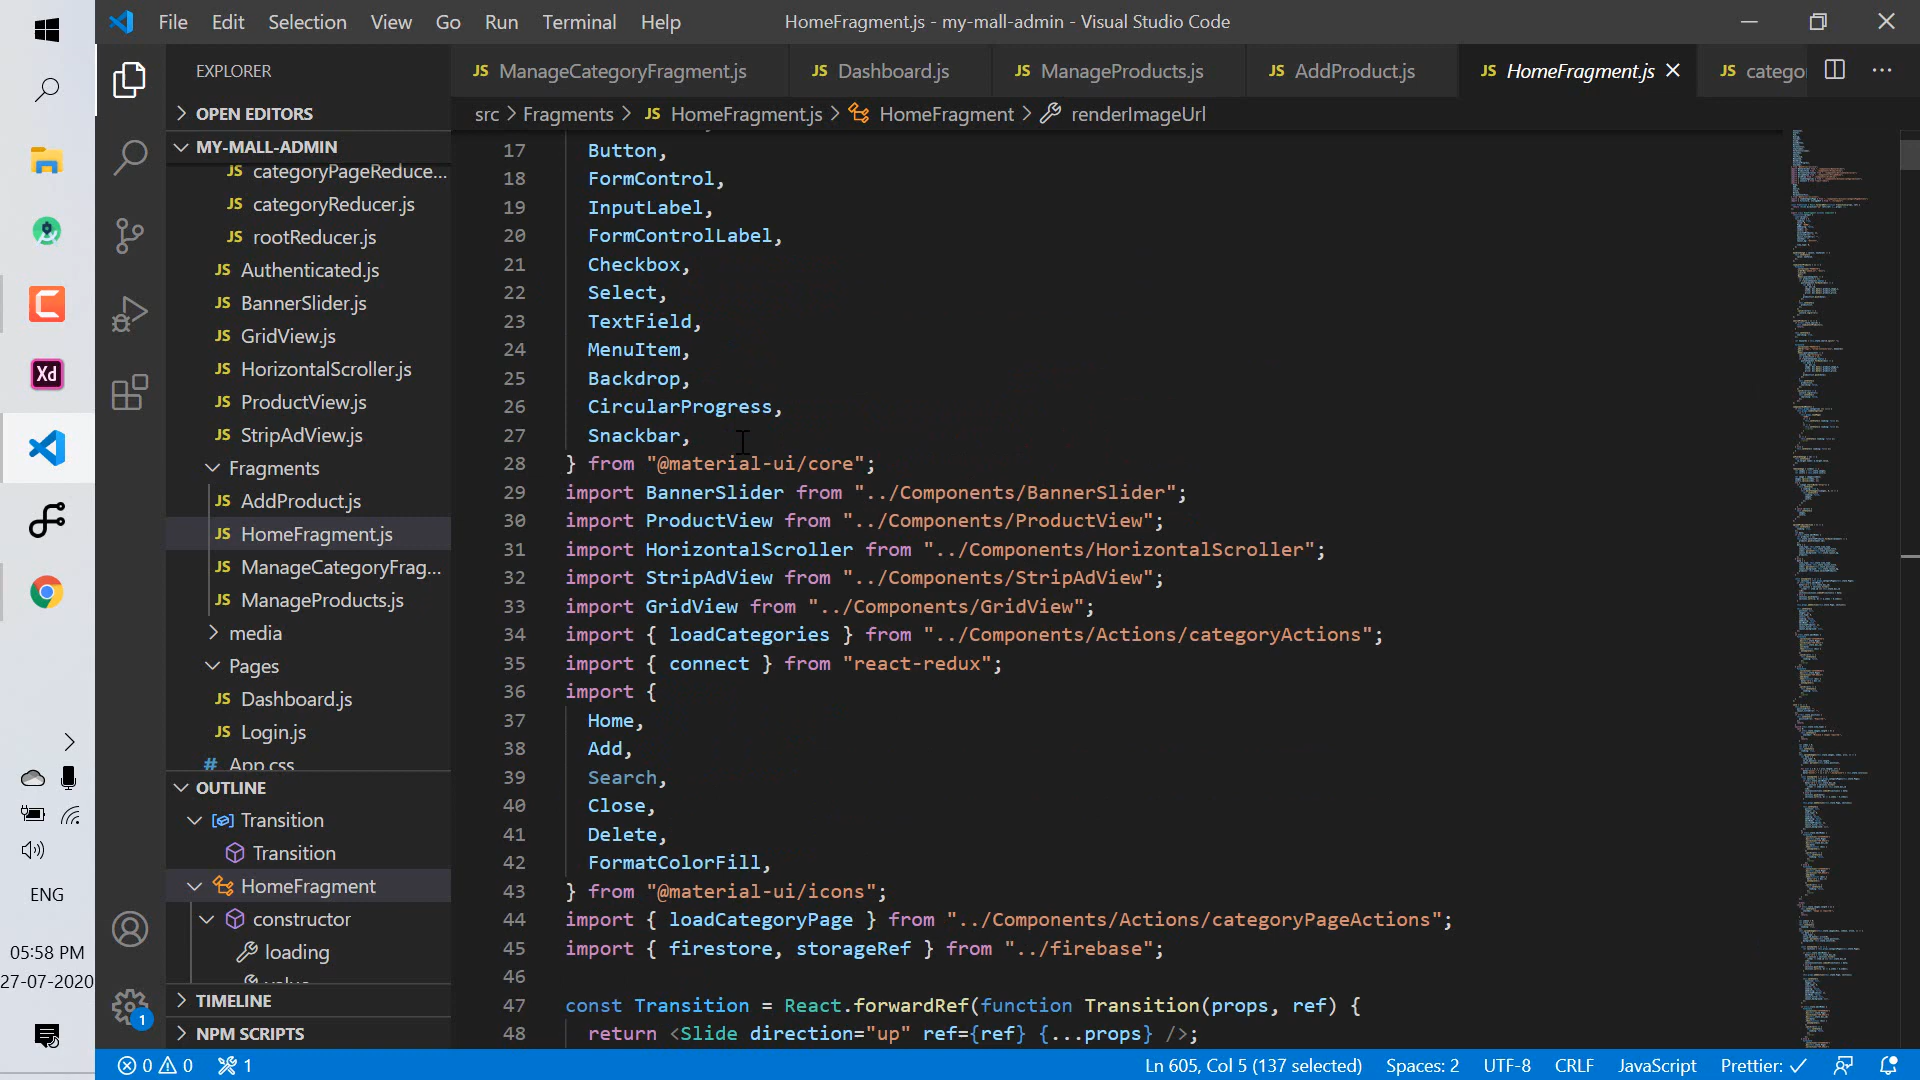 File Edit Selection View Go Run Terminal Help
HomeFragment.js - my-mall-admin - Visual Studio Code
EXPLORER
OPEN EDITORS
MY-MALL-ADMIN
JS categoryPageReduce...
JS categoryReducer.js
JS rootReducer.js
JS Authenticated.js
JS BannerSlider.js
JS GridView.js
JS HorizontalScroller.js
JS ProductView.js
JS StripAdView.js
Fragments
JS AddProduct.js
JS HomeFragment.js
JS ManageCategoryFrag...
JS ManageProducts.js
media
Pages
JS Dashboard.js
JS Login.js
# App.css
OUTLINE
Transition
Transition
HomeFragment
constructor
loading
TIMELINE
NPM SCRIPTS
JS ManageCategoryFragment.js
JS Dashboard.js
JS ManageProducts.js
JS AddProduct.js
JS HomeFragment.js
JS catego
src > Fragments > JS HomeFragment.js > HomeFragment > renderImageUrl
17 Button,
18 FormControl,
19 InputLabel,
20 FormControlLabel,
21 Checkbox,
22 Select,
23 TextField,
24 MenuItem,
25 Backdrop,
26 CircularProgress,
27 Snackbar,
28 } from "@material-ui/core";
29 import BannerSlider from "../Components/BannerSlider";
30 import ProductView from "../Components/ProductView";
31 import HorizontalScroller from "../Components/HorizontalScroller";
32 import StripAdView from "../Components/StripAdView";
33 import GridView from "../Components/GridView";
34 import { loadCategories } from "../Components/Actions/categoryActions";
35 import { connect } from "react-redux";
36 import {
37 Home,
38 Add,
39 Search,
40 Close,
41 Delete,
42 FormatColorFill,
43 } from "@material-ui/icons";
44 import { loadCategoryPage } from "../Components/Actions/categoryPageActions";
45 import { firestore, storageRef } from "../firebase";
46
47 const Transition = React.forwardRef(function Transition(props, ref) {
48 return <Slide direction="up" ref={ref} {...props} />;
Xd
ENG
05:58 PM
27-07-2020
1
0 0 1
Ln 605, Col 5 (137 selected) Spaces: 2 UTF-8 CRLF JavaScript Prettier: ✓